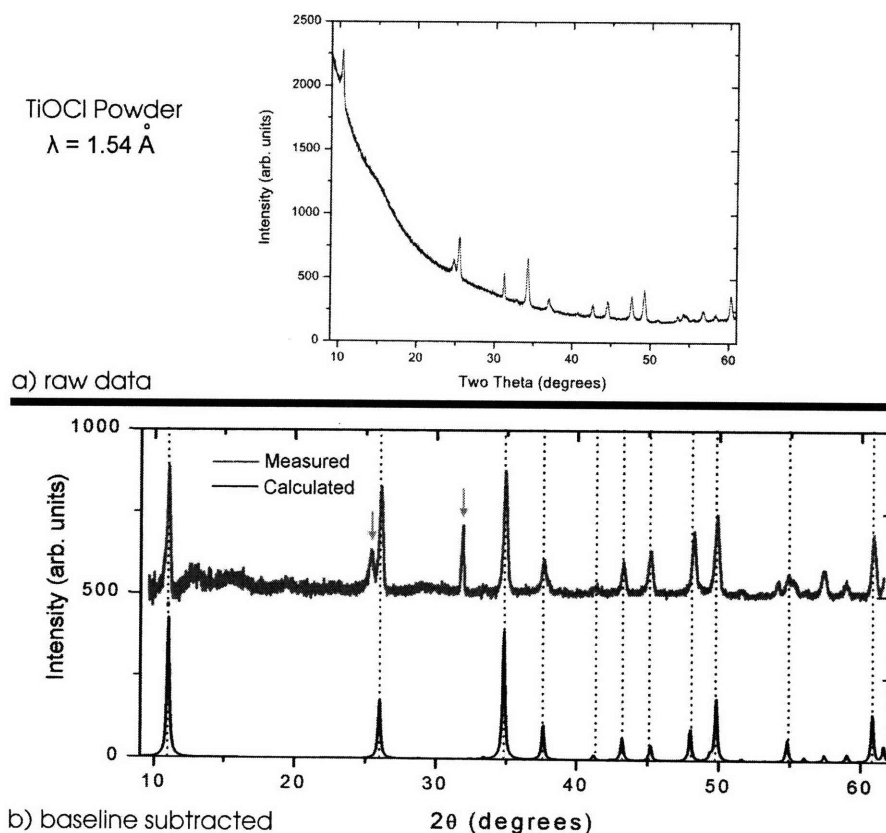 TiOCl Powder
λ = 1.54 Å
2500
2000
1500
1000
500
0
Intensity (arb. units)
10 20 30 40 50 60
Two Theta (degrees)
a) raw data
1000
500
0
Intensity (arb. units)
Measured
Calculated
10 20 30 40 50 60
b) baseline subtracted
2θ (degrees)